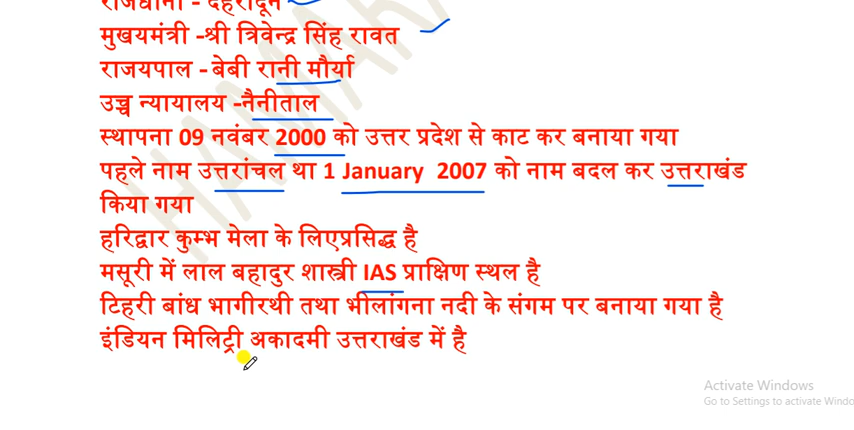 राजधानी - देहरादून
मुखयमंत्री -श्री त्रिवेन्द्र सिंह रावत
राजयपाल - बेबी रानी मौर्या
उच्च न्यायालय -नैनीताल
स्थापना 09 नवंबर 2000 को उत्तर प्रदेश से काट कर बनाया गया
पहले नाम उत्तरांचल था 1 January 2007 को नाम बदल कर उत्तराखंड
किया गया
हरिद्वार कुम्भ मेला के लिएप्रसिद्ध है
मसूरी में लाल बहादुर शास्त्री IAS प्राक्षिण स्थल है
टिहरी बांध भागीरथी तथा भीलांगना नदी के संगम पर बनाया गया है
इंडियन मिलिट्री अकादमी उत्तराखंड में है
Activate Windows
Go to Settings to activate Windo